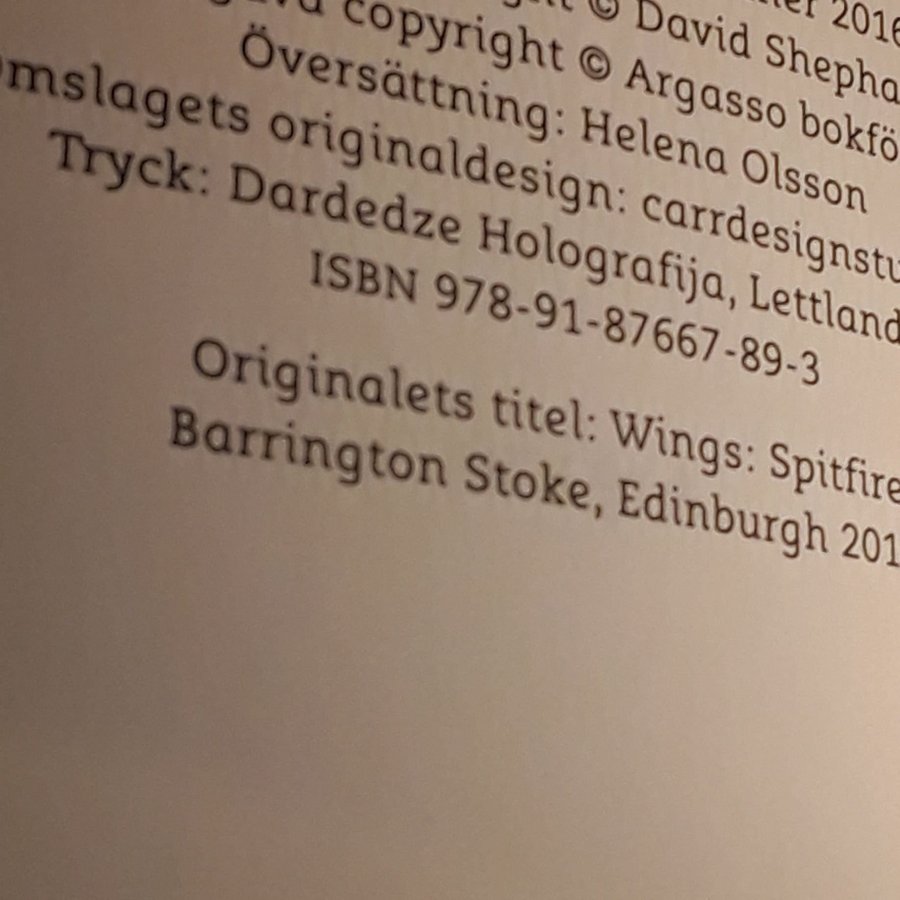 2016
© David Shepha
copyright © Argasso bokfö
Översättning: Helena Olsson
omslagets originaldesign: carrdesignstu
Tryck: Dardedze Holografija, Lettland
ISBN 978-91-87667-89-3
Originalets titel: Wings: Spitfire
Barrington Stoke, Edinburgh 201